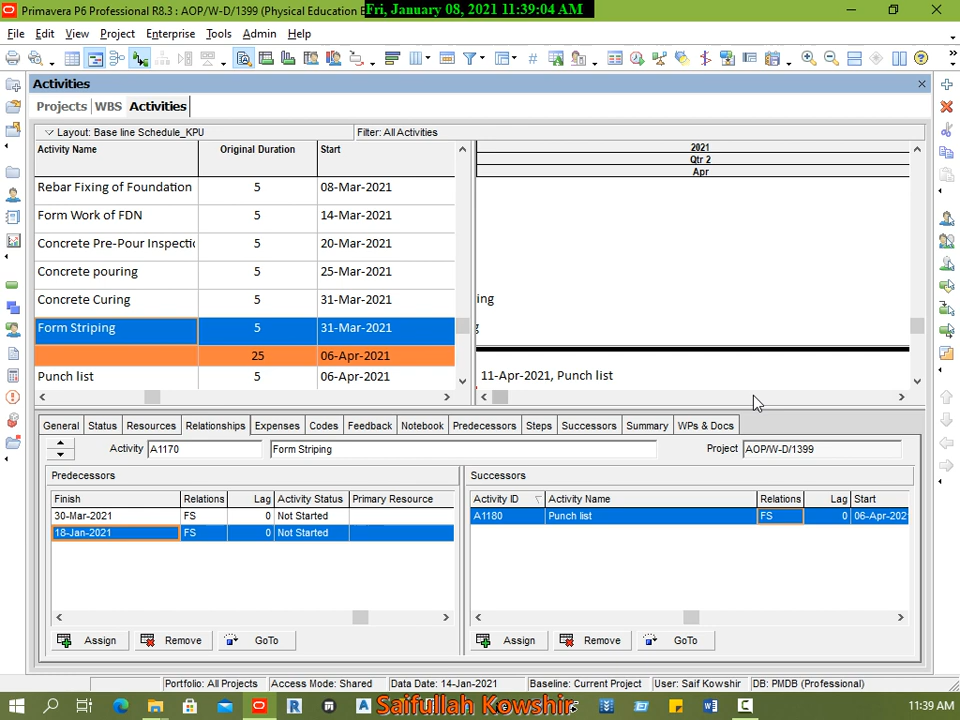 Primavera P6 Professional R8.3 : AOP/W-D/1399 (Physical Education E
Fri, January 08, 2021 11:39:04 AM
File Edit View Project Enterprise Tools Admin Help
Activities
Projects WBS Activities
Layout: Base line Schedule_KPU Filter: All Activities
Activity Name Original Duration Start
2021
Qtr 2
Apr
Rebar Fixing of Foundation 5 08-Mar-2021
Form Work of FDN 5 14-Mar-2021
Concrete Pre-Pour Inspectic 5 20-Mar-2021
Concrete pouring 5 25-Mar-2021
Concrete Curing 5 31-Mar-2021
ing
Form Striping 5 31-Mar-2021
25 06-Apr-2021
Punch list 5 06-Apr-2021
11-Apr-2021, Punch list
General Status Resources Relationships Expenses Codes Feedback Notebook Predecessors Steps Successors Summary WPs & Docs
Activity A1170 Form Striping Project AOP/W-D/1399
Predecessors
Finish Relations Lag Activity Status Primary Resource
30-Mar-2021 FS 0 Not Started
18-Jan-2021 FS 0 Not Started
Successors
Activity ID Activity Name Relations Lag Start
A1180 Punch list FS 0 06-Apr-202
Assign Remove GoTo
Assign Remove GoTo
Portfolio: All Projects Access Mode: Shared Data Date: 14-Jan-2021 Baseline: Current Project User: Saif Kowshir DB: PMDB (Professional)
Saifullah Kowshir
11:39 AM